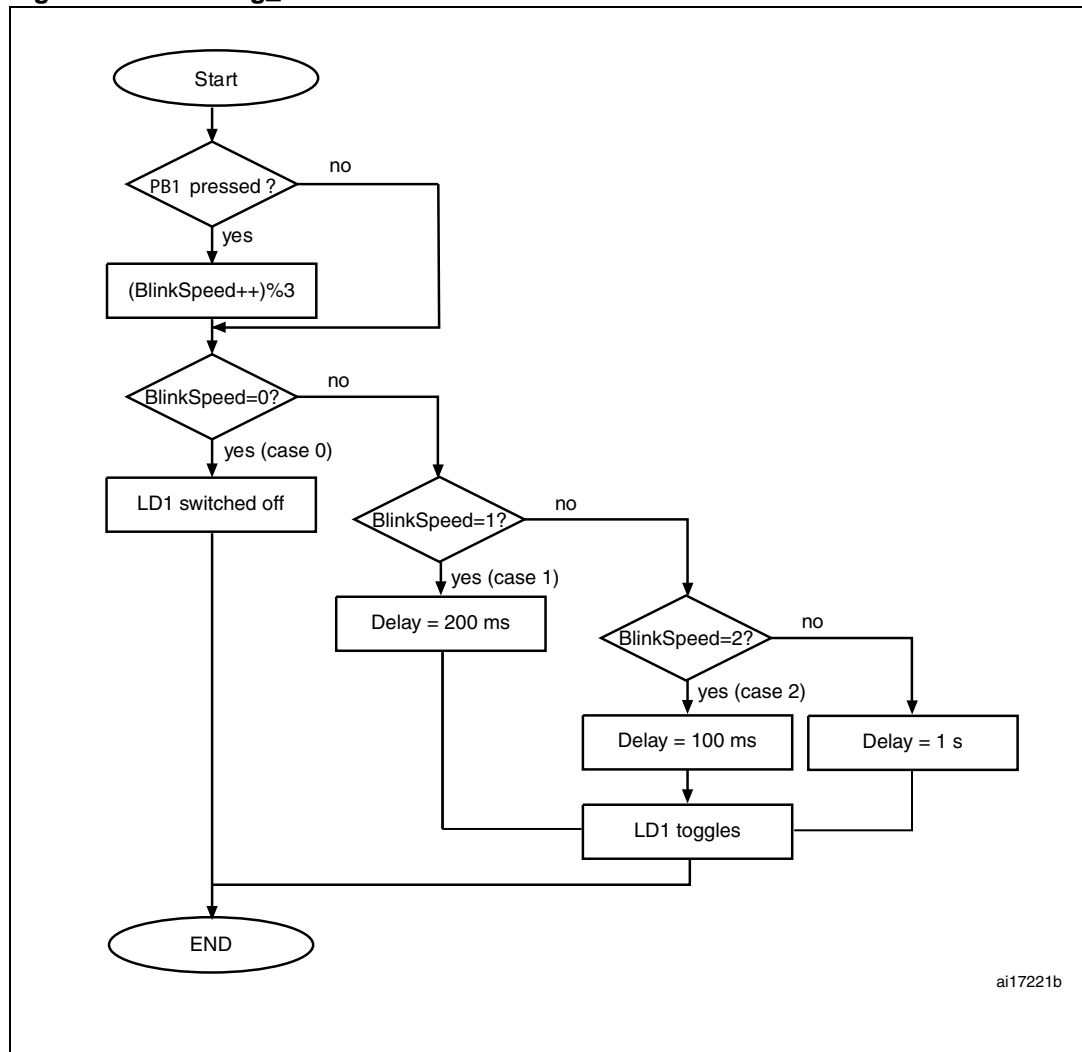 Start
PB1 pressed ?
no
yes
(BlinkSpeed++)%3
BlinkSpeed=0?
no
yes (case 0)
LD1 switched off
BlinkSpeed=1?
no
yes (case 1)
Delay = 200 ms
BlinkSpeed=2?
no
yes (case 2)
Delay = 100 ms
Delay = 1 s
LD1 toggles
END
ai17221b